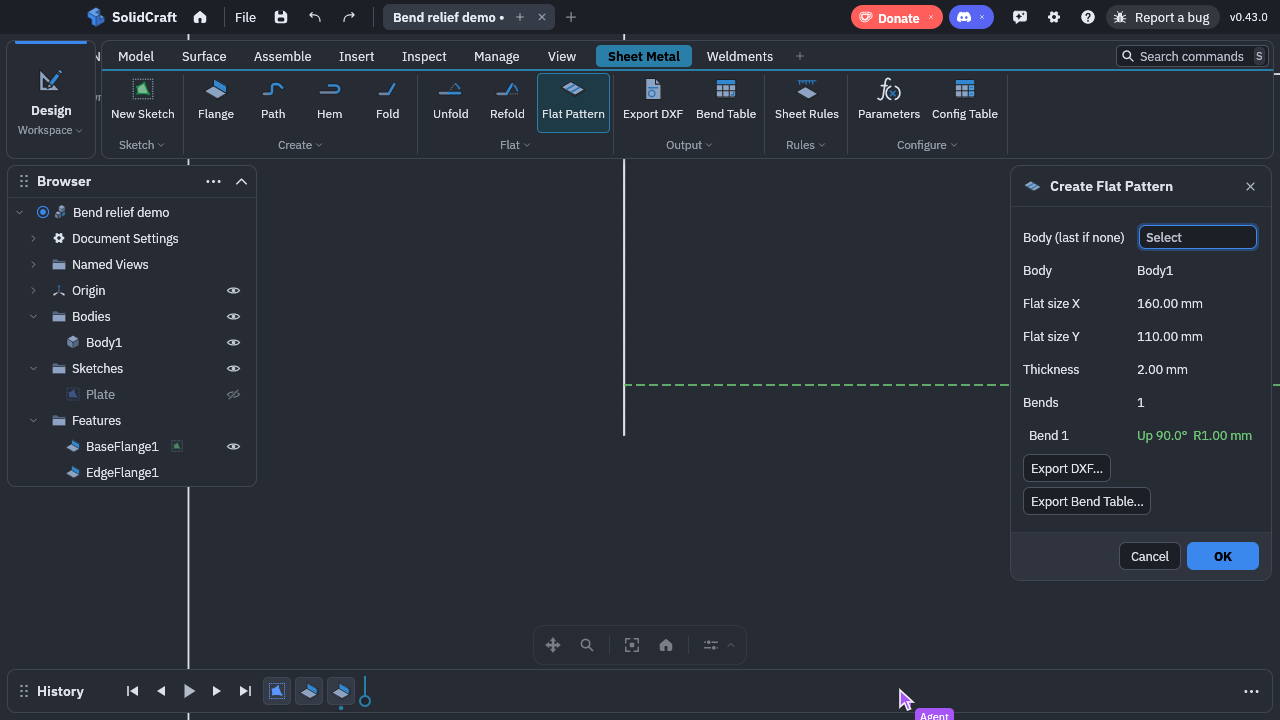 SolidCraft
File
Bend relief demo •
Donate
Report a bug
v0.43.0
Design
Workspace
Model
Surface
Assemble
Insert
Inspect
Manage
View
Sheet Metal
Weldments
Search commands
S
New Sketch
Flange
Path
Hem
Fold
Unfold
Refold
Flat Pattern
Export DXF
Bend Table
Sheet Rules
Parameters
Config Table
Sketch
Create
Flat
Output
Rules
Configure
Browser
Bend relief demo
Document Settings
Named Views
Origin
Bodies
Body1
Sketches
Plate
Features
BaseFlange1
EdgeFlange1
Create Flat Pattern
Body (last if none) Select
Body Body1
Flat size X 160.00 mm
Flat size Y 110.00 mm
Thickness 2.00 mm
Bends 1
Bend 1 Up 90.0° R1.00 mm
Export DXF...
Export Bend Table...
Cancel
OK
History
Agent